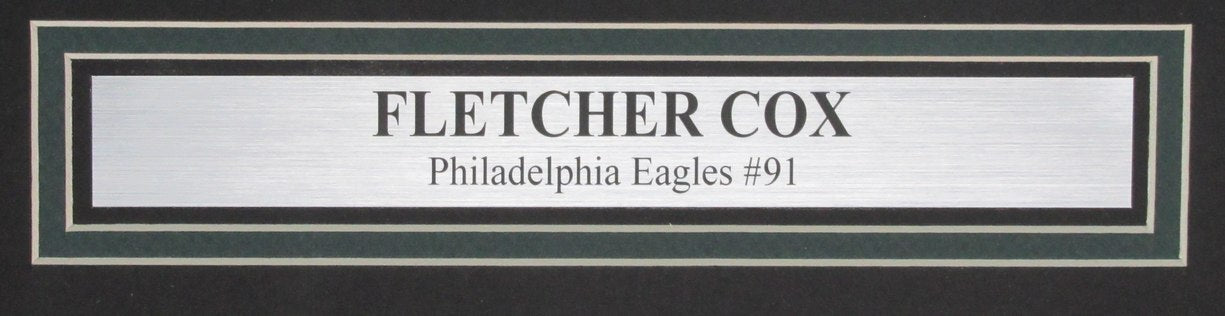 FLETCHER COX
Philadelphia Eagles #91